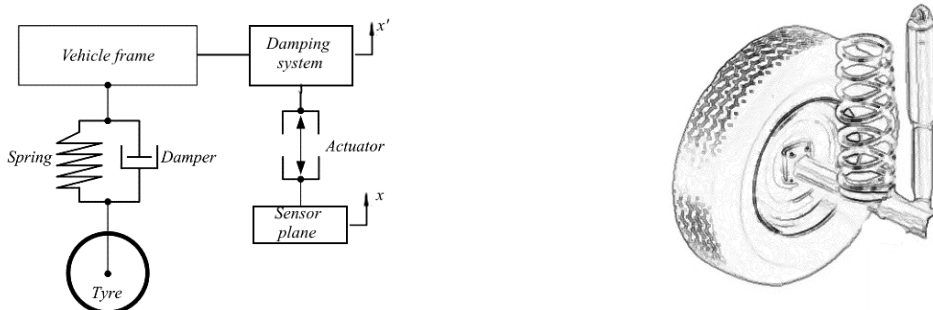 Vehicle frame
Damping
system
x'
Spring
Damper
Actuator
Sensor
plane
x
Tyre